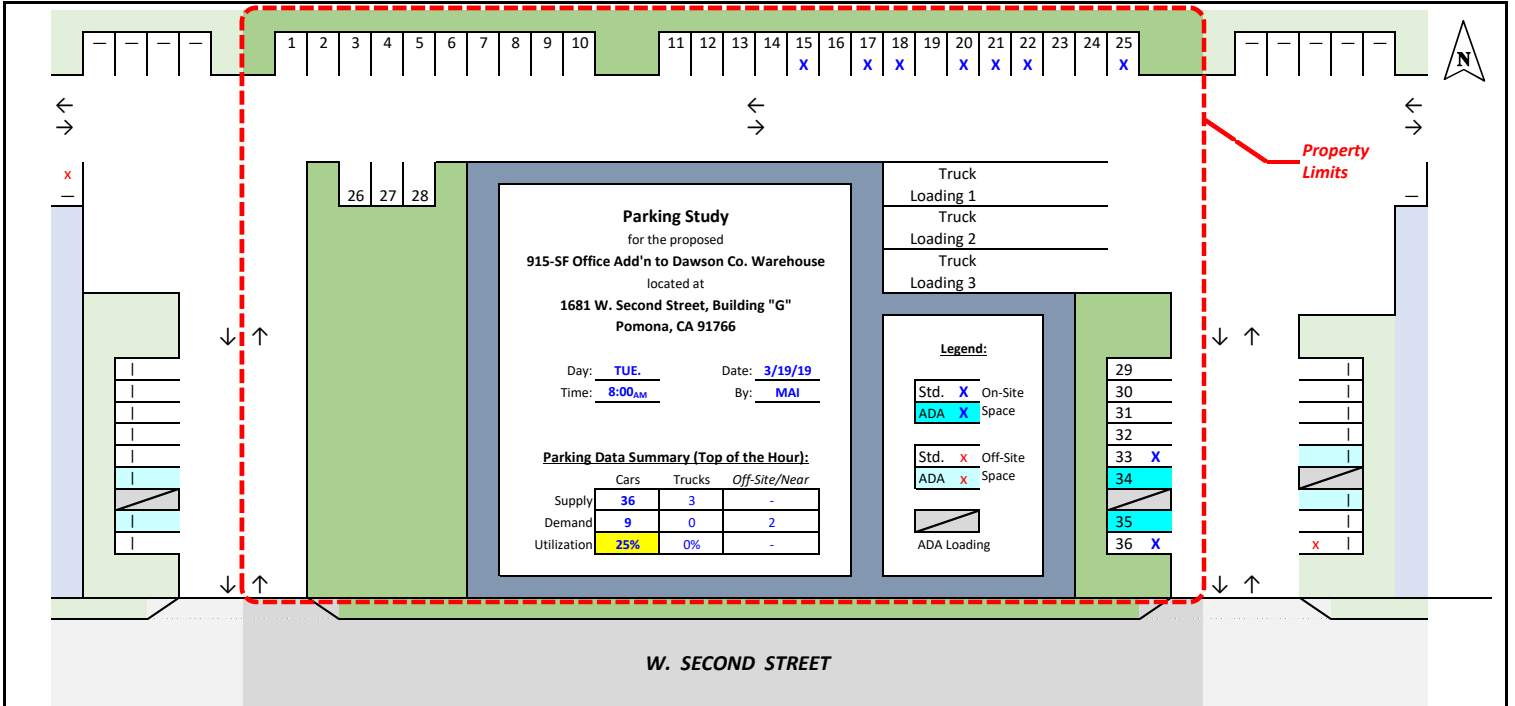 — — — — 1 2 3 4 5 6 7 8 9 10 11 12 13 14 15 16 17 18 19 20 21 22 23 24 25 — — — — —
X X X X X X X
N
← ← ←
→ → →
Property
Limits
x
—
26 27 28
Truck
Loading 1
Truck
Loading 2
Truck
Loading 3
—
Parking Study
for the proposed
915-SF Office Add'n to Dawson Co. Warehouse
located at
1681 W. Second Street, Building "G"
Pomona, CA 91766
Day: TUE. Date: 3/19/19
Time: 8:00AM By: MAI
Parking Data Summary (Top of the Hour):
Cars Trucks Off-Site/Near
Supply 36 3 -
Demand 9 0 2
Utilization 25% 0% -
Legend:
Std. X On-Site
ADA X Space
Std. x Off-Site
ADA x Space
ADA Loading
↓ ↑ ↓ ↑
29
30
31
32
33 X
34
35
36 X
x
↓ ↑ ↓ ↑
W. SECOND STREET